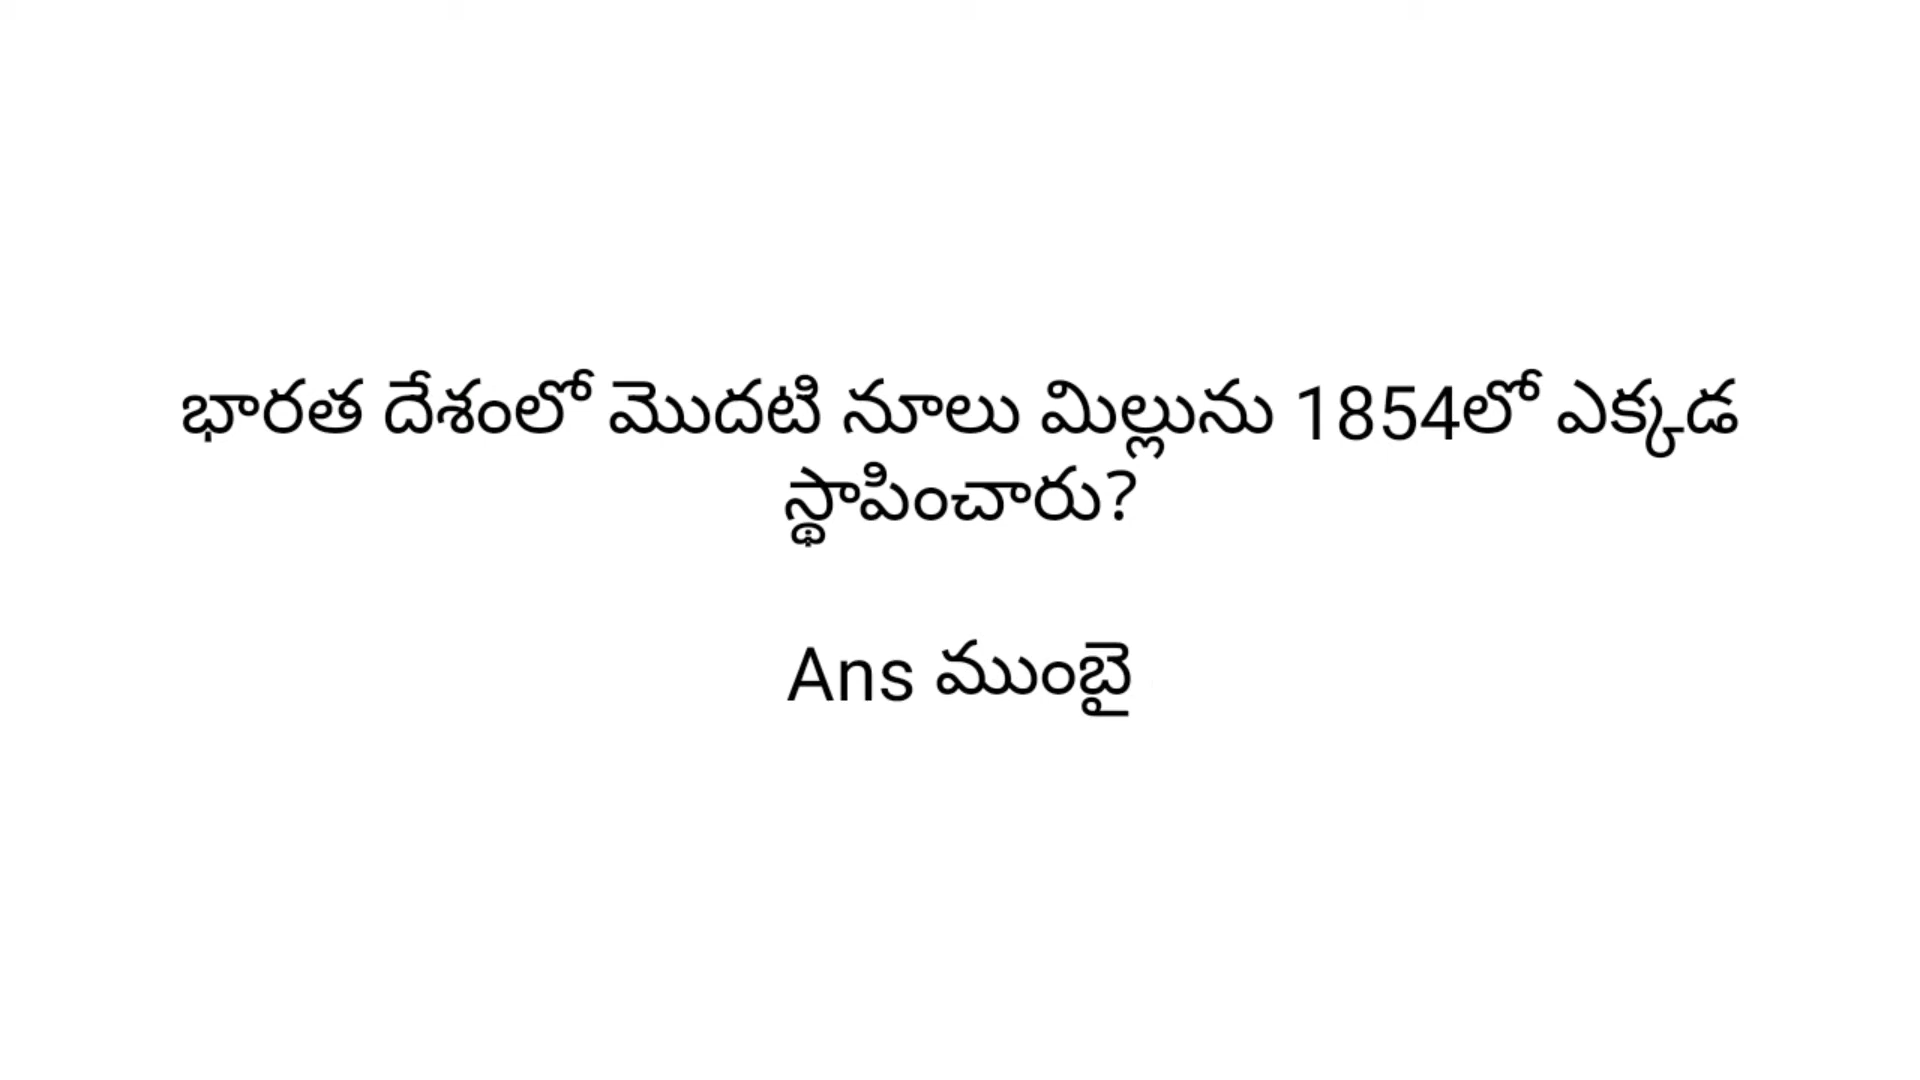 భారత దేశంలో మొదటి నూలు మిల్లును 1854లో ఎక్కడ
స్థాపించారు?
Ans ముంబై